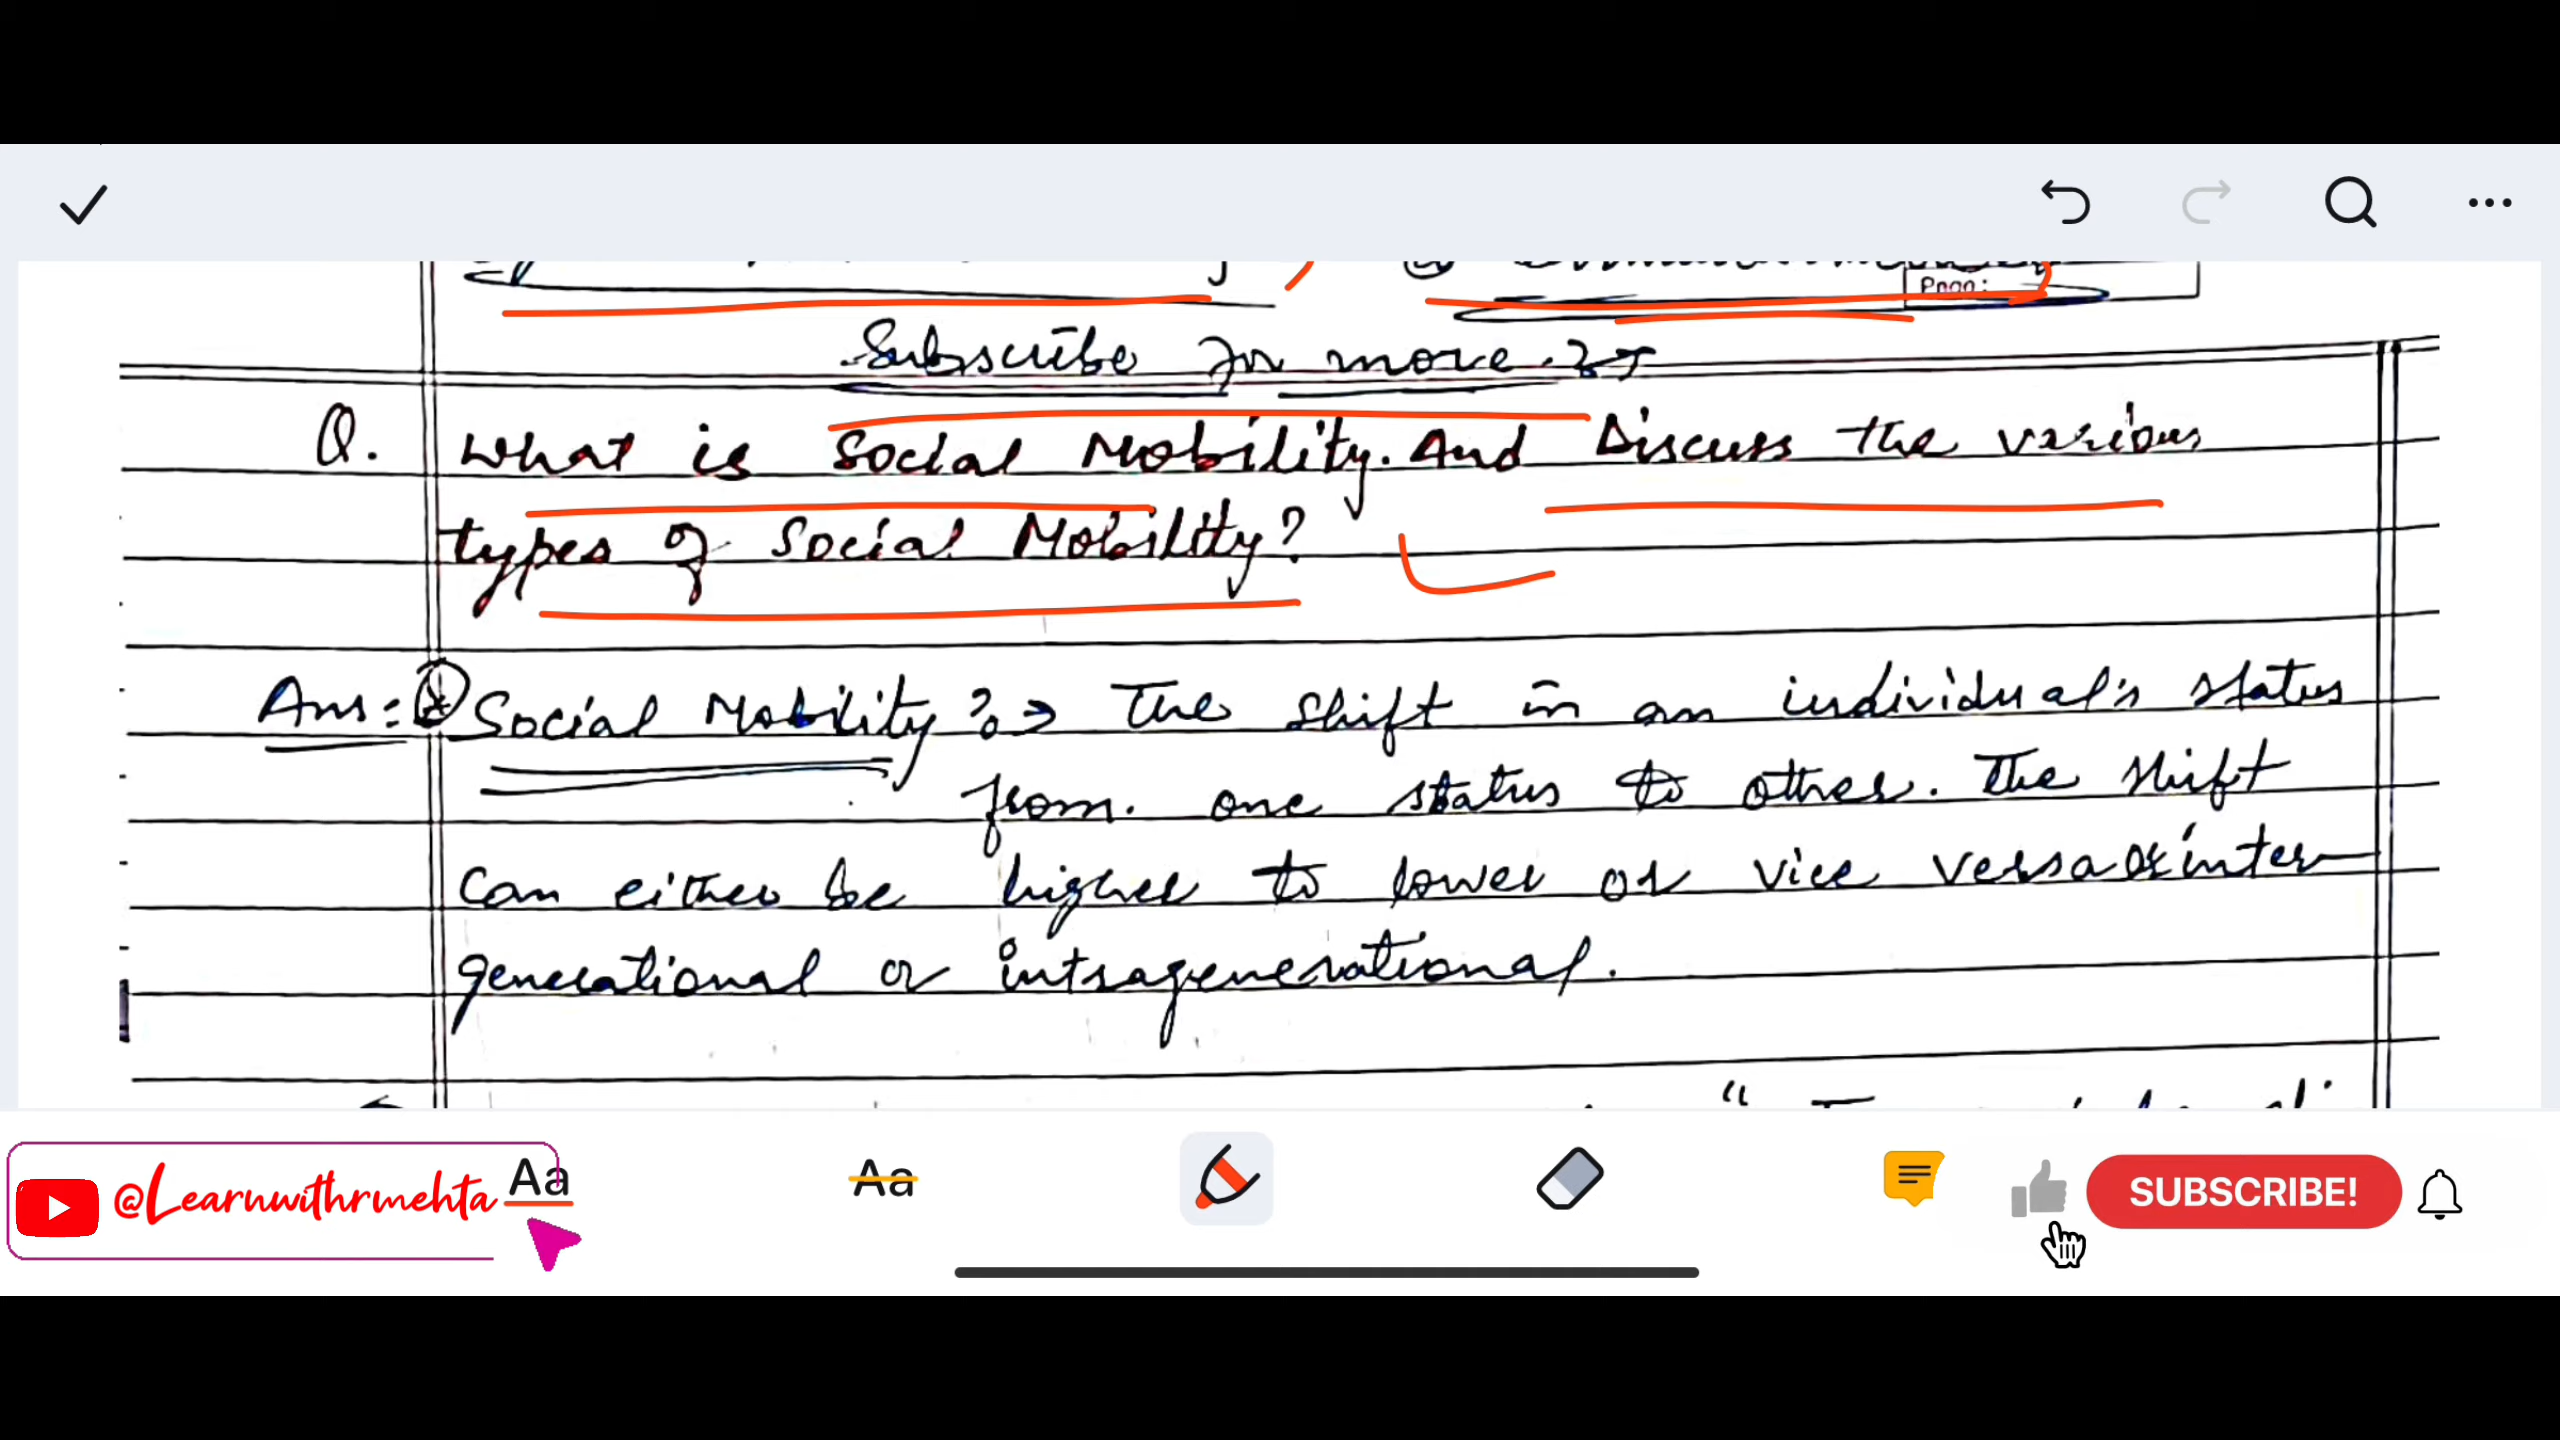 Page:
Subscribe for more :→
Q. What is Social Mobility. And Discuss the various
types of Social Mobility?
Ans:- Social Mobility :→ The shift in an individual's status
from one status to other. The shift
can either be higher to lower or vice versa or inter
generational or intragenerational.
@Learnwithrmehta
Aa
Aa
SUBSCRIBE!